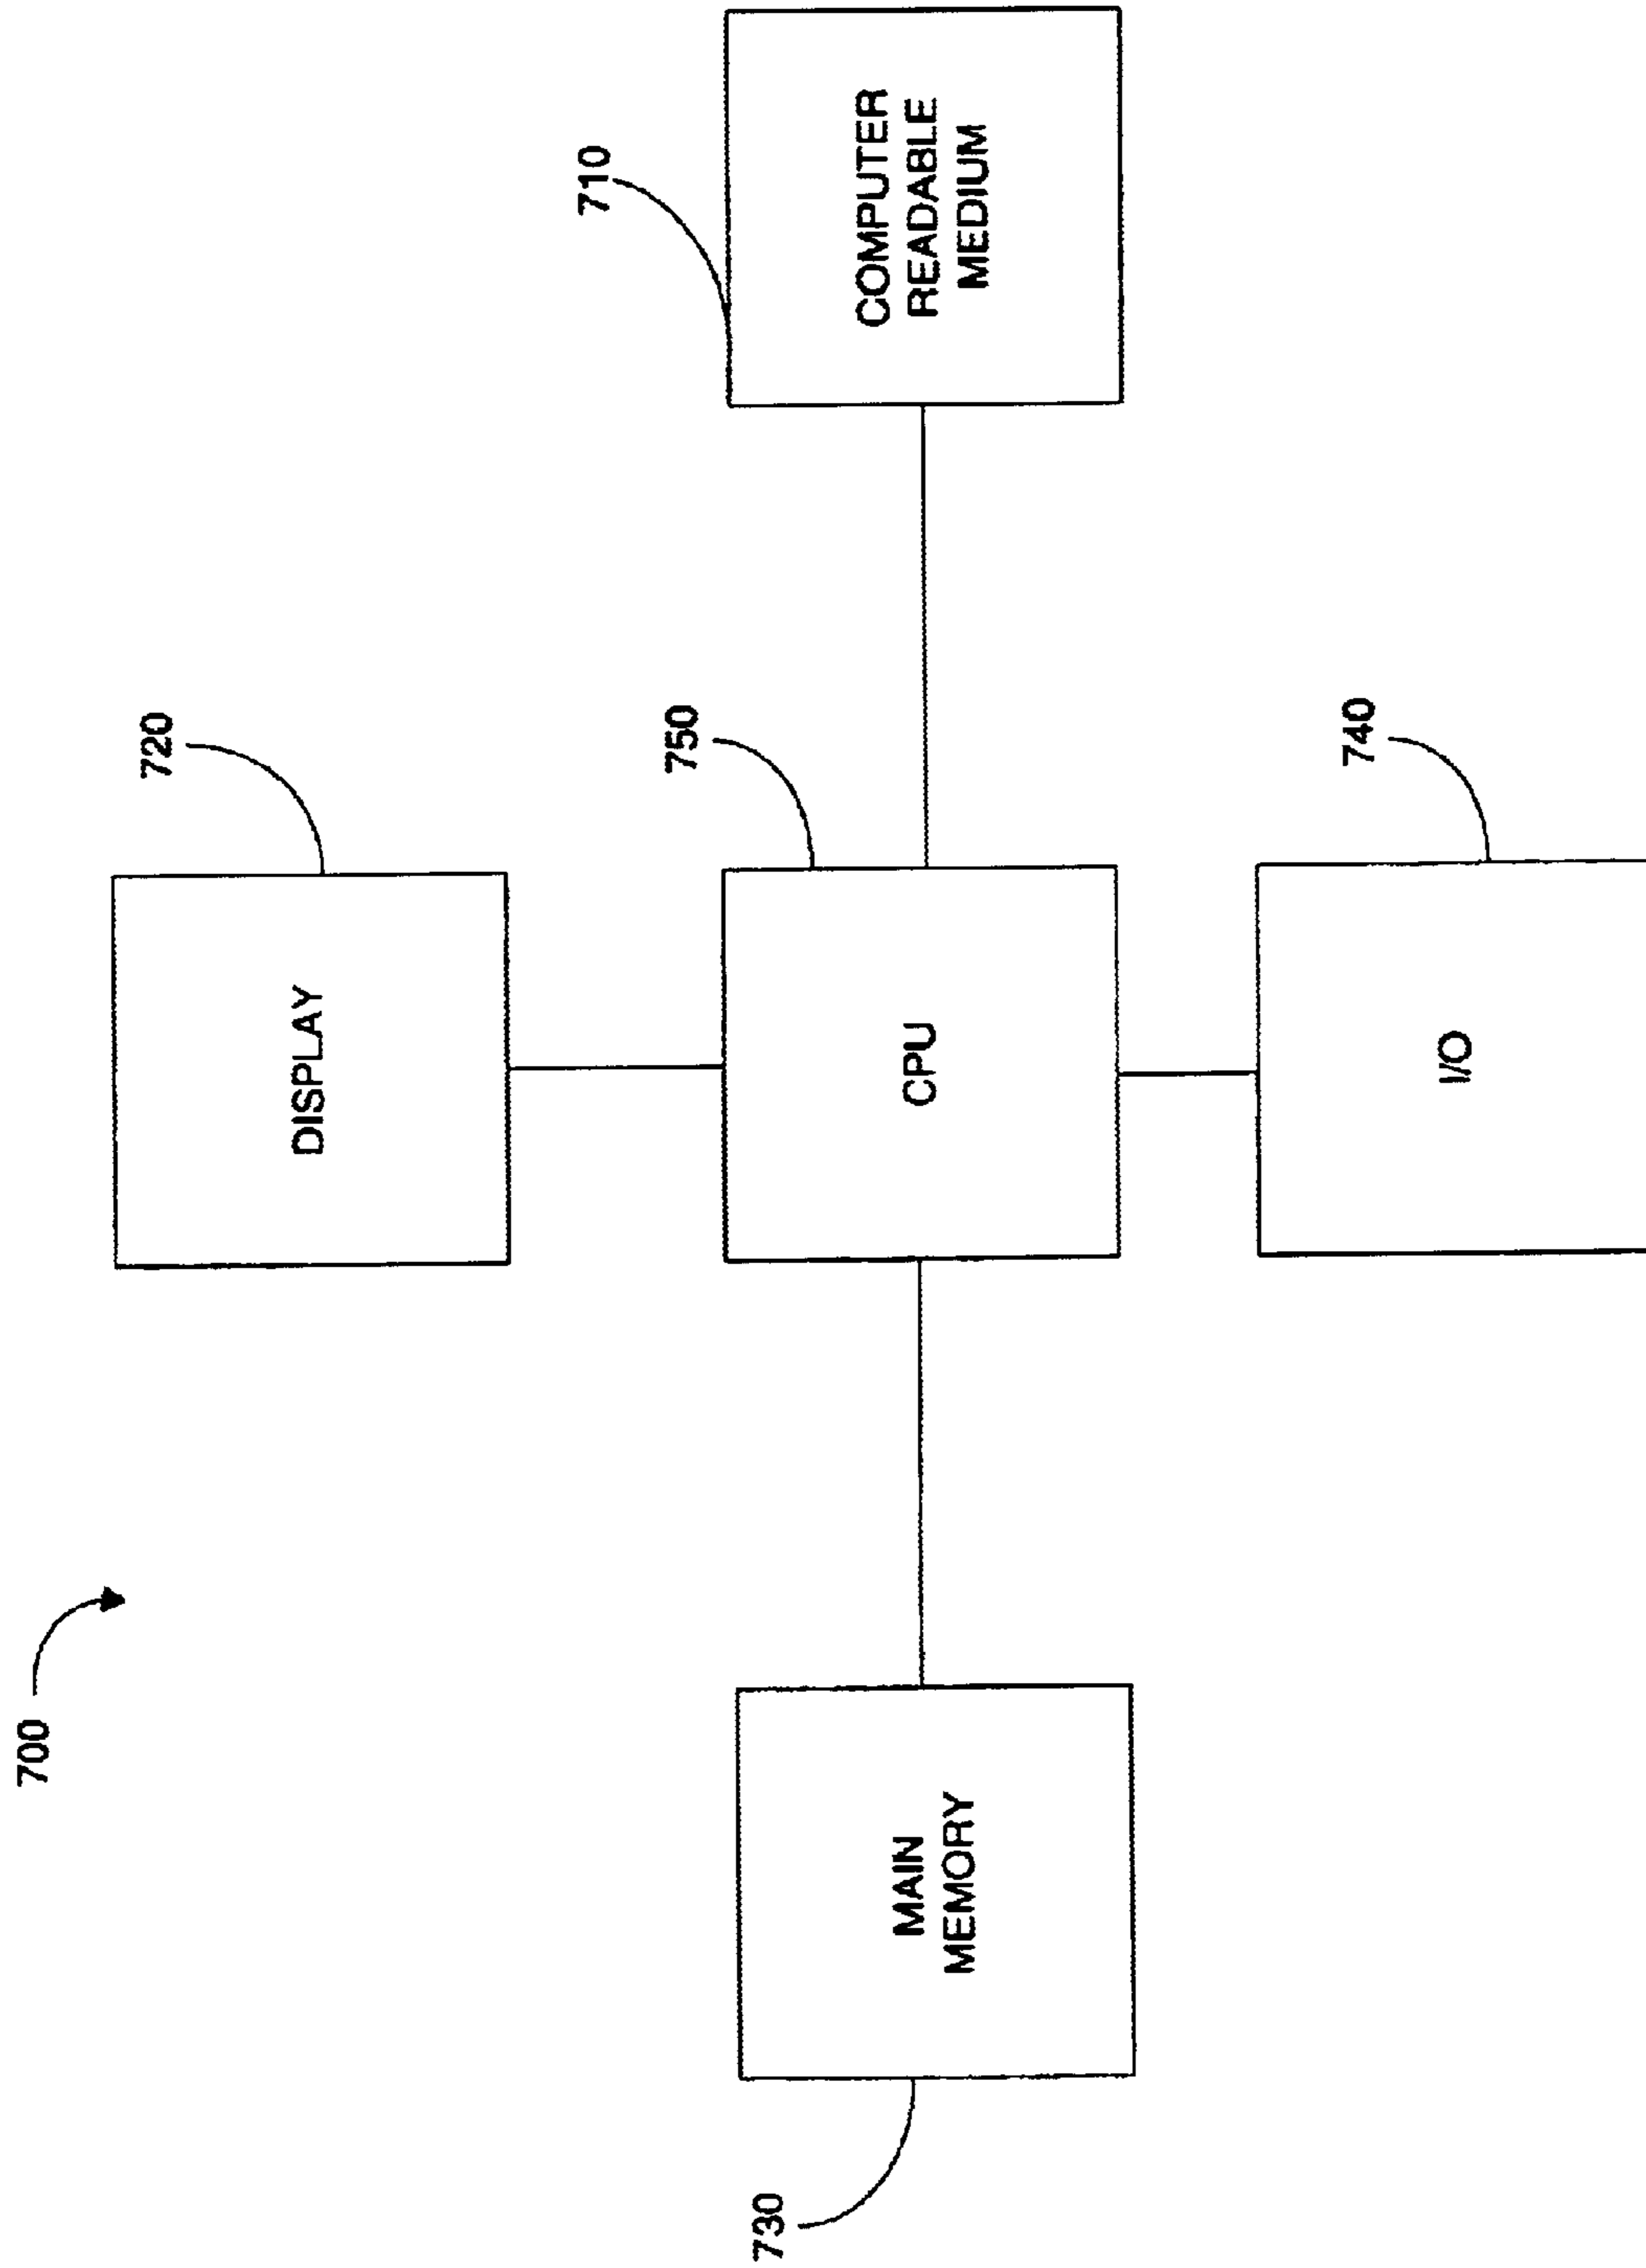 700
720
DISPLAY
730
MAIN
MEMORY
750
CPU
710
COMPUTER
READABLE
MEDIUM
740
I/O